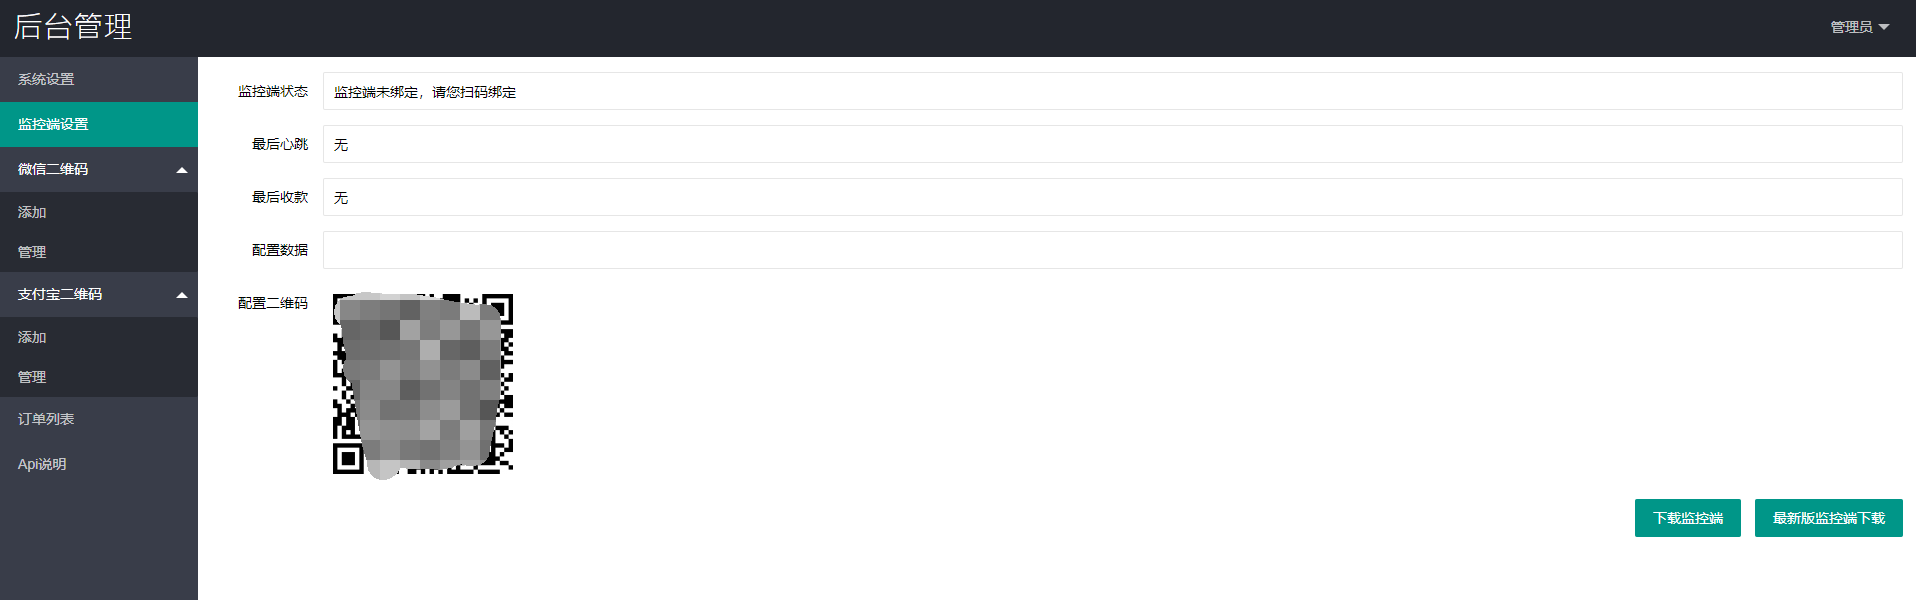 后台管理
管理员
系统设置
监控端设置
微信二维码
添加
管理
支付宝二维码
添加
管理
订单列表
Api说明
监控端状态 监控端未绑定，请您扫码绑定
最后心跳 无
最后收款 无
配置数据
配置二维码
下载监控端 最新版监控端下载